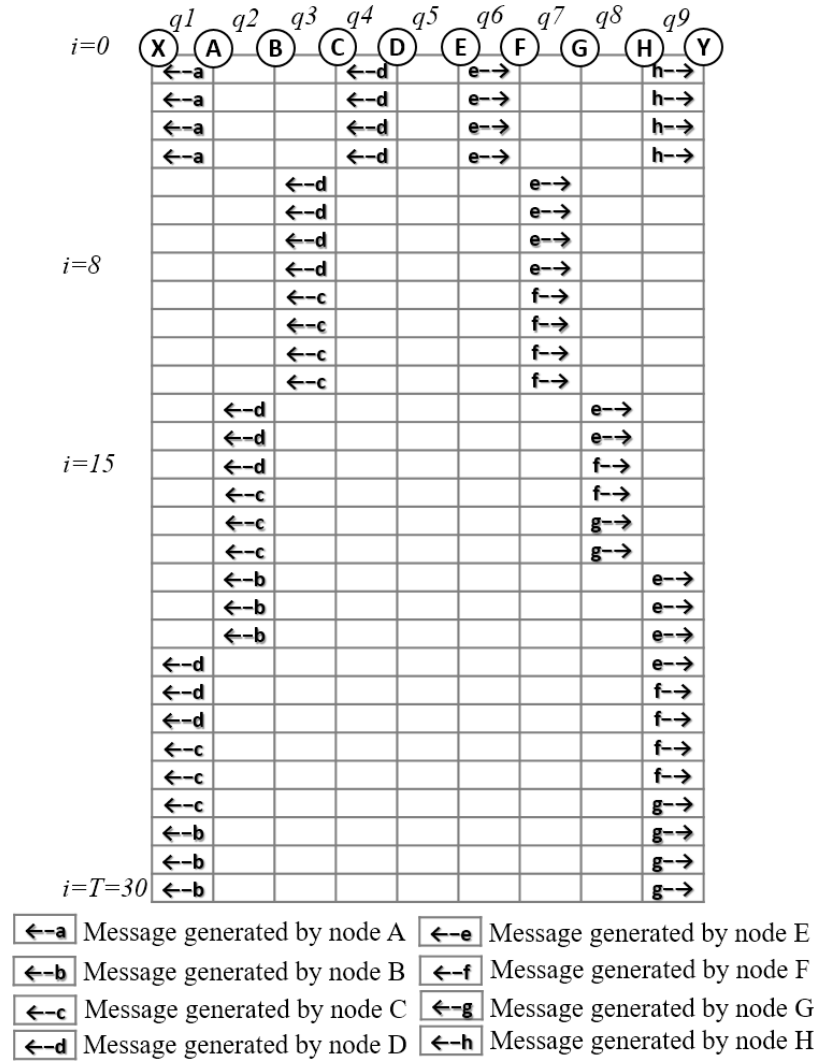 q1 q2 q3 q4 q5 q6 q7 q8 q9
i=0 X A B C D E F G H Y
←--a ←--d e--→ h--→
←--a ←--d e--→ h--→
←--a ←--d e--→ h--→
←--a ←--d e--→ h--→
←--d e--→
←--d e--→
←--d e--→
i=8 ←--d e--→
←--c f--→
←--c f--→
←--c f--→
←--c f--→
←--d e--→
←--d e--→
i=15 ←--d f--→
←--c f--→
←--c g--→
←--c g--→
←--b e--→
←--b e--→
←--b e--→
←--d e--→
←--d f--→
←--d f--→
←--c f--→
←--c f--→
←--c g--→
←--b g--→
←--b g--→
i=T=30 ←--b g--→
←--a Message generated by node A ←--e Message generated by node E
←--b Message generated by node B ←--f Message generated by node F
←--c Message generated by node C ←--g Message generated by node G
←--d Message generated by node D ←--h Message generated by node H